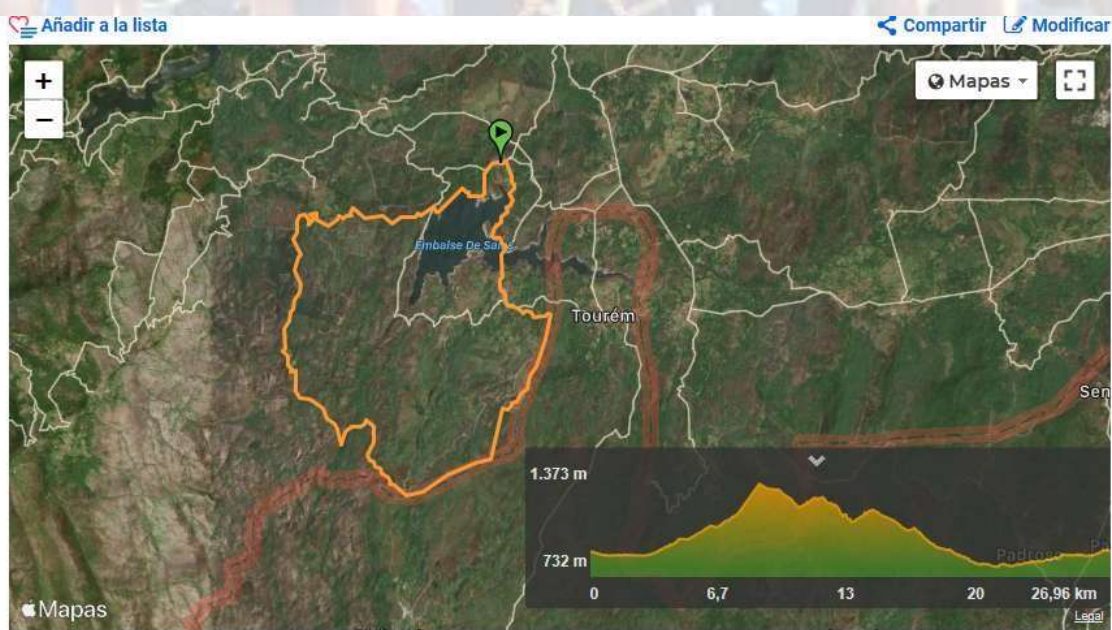 Añadir a la lista
Compartir
Modificar
+
−
Mapas
Embalse De Salas
Tourém
Sen
1.373 m
732 m
Padroso
0
6,7
13
20
26,96 km
Mapas
Legal